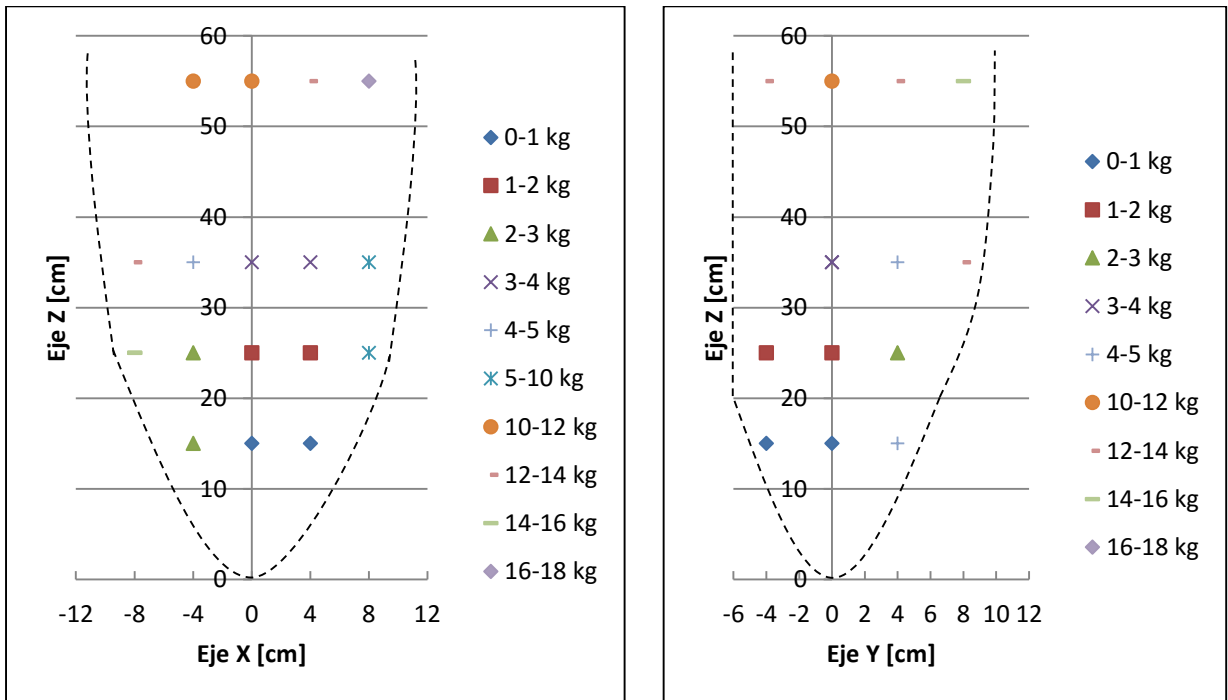 60
50
40
30
20
10
0
Eje Z [cm]
-12 -8 -4 0 4 8 12
Eje X [cm]
0-1 kg
1-2 kg
2-3 kg
3-4 kg
4-5 kg
5-10 kg
10-12 kg
12-14 kg
14-16 kg
16-18 kg
60
50
40
30
20
10
0
Eje Z [cm]
-6 -4 -2 0 2 4 6 8 10 12
Eje Y [cm]
0-1 kg
1-2 kg
2-3 kg
3-4 kg
4-5 kg
10-12 kg
12-14 kg
14-16 kg
16-18 kg